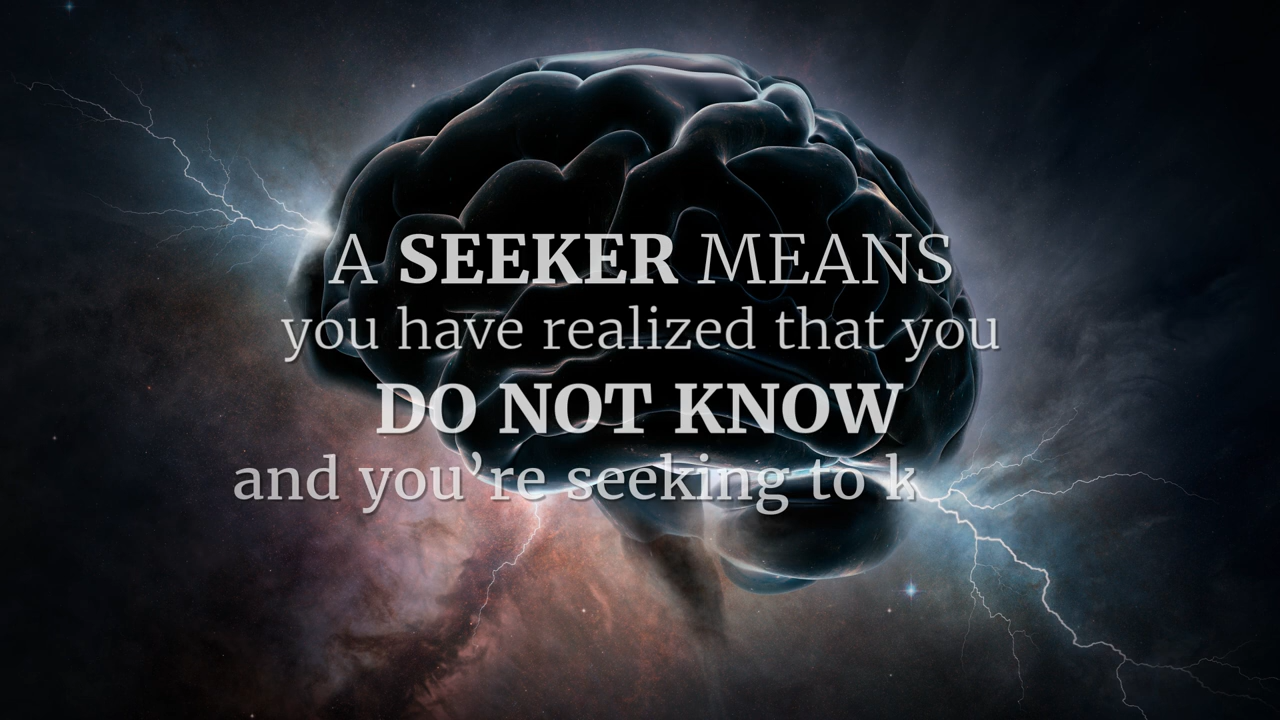 A SEEKER MEANS
you have realized that you
DO NOT KNOW
and you’re seeking to k